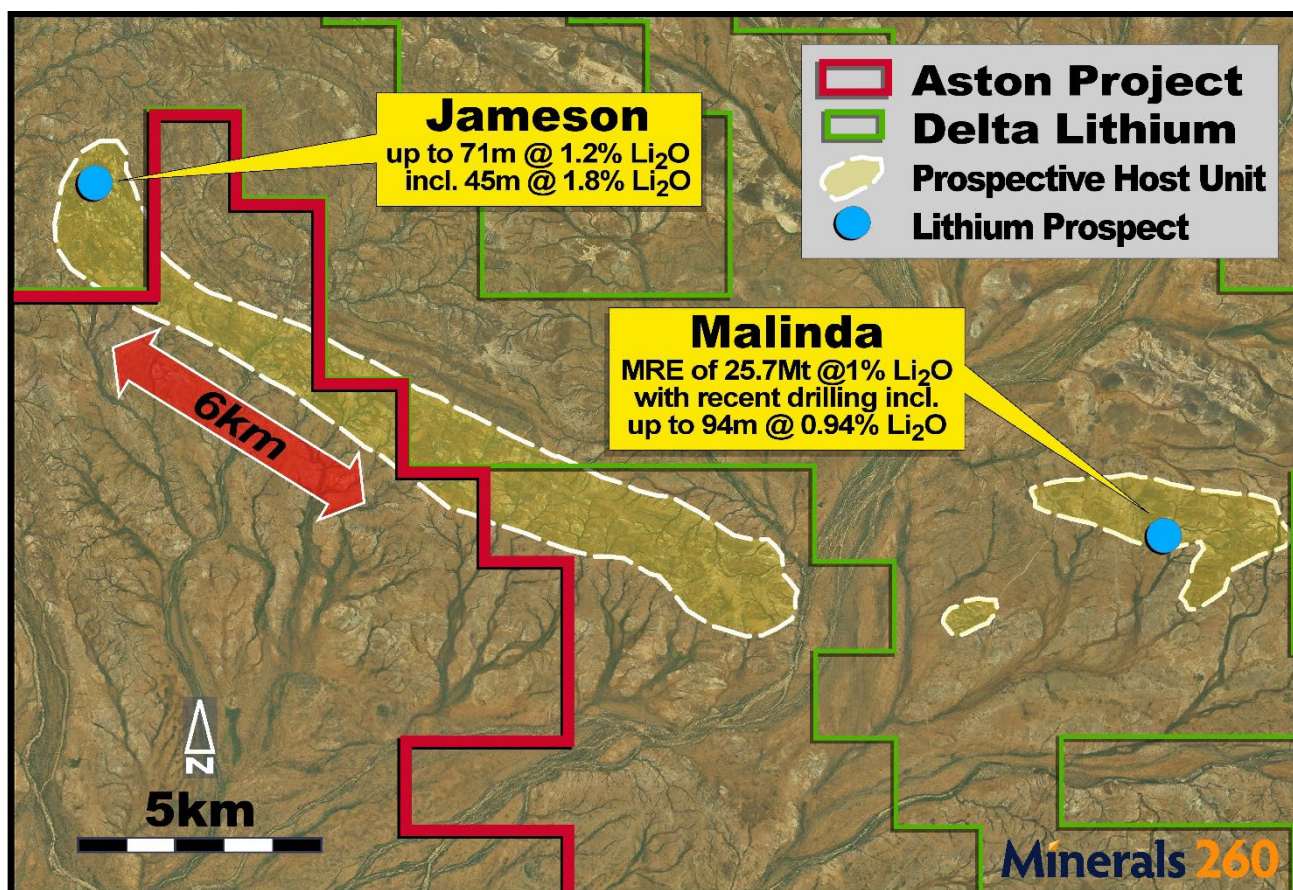 Aston Project
Delta Lithium
Prospective Host Unit
Lithium Prospect
Jameson
up to 71m @ 1.2% Li₂O
incl. 45m @ 1.8% Li₂O
Malinda
MRE of 25.7Mt @1% Li₂O
with recent drilling incl.
up to 94m @ 0.94% Li₂O
6km
N
5km
Minerals 260